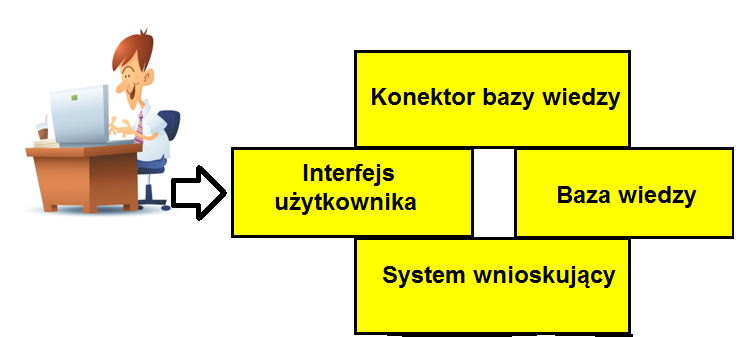 Konektor bazy wiedzy
Interfejs
użytkownika
Baza wiedzy
System wnioskujący